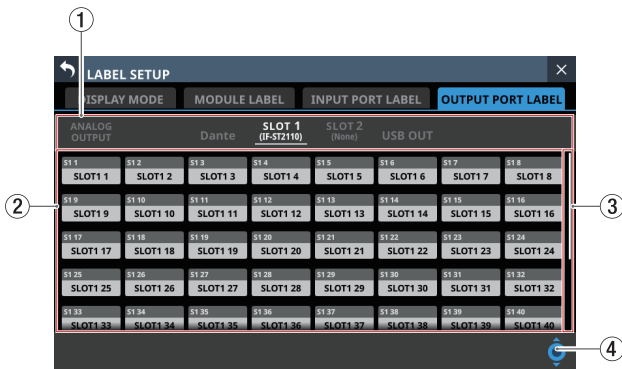 1
LABEL SETUP
DISPLAY MODE MODULE LABEL INPUT PORT LABEL OUTPUT PORT LABEL
ANALOG OUTPUT Dante SLOT 1 (IF-ST2110) SLOT 2 (None) USB OUT
S1 1 S1 2 S1 3 S1 4 S1 5 S1 6 S1 7 S1 8
SLOT1 1 SLOT1 2 SLOT1 3 SLOT1 4 SLOT1 5 SLOT1 6 SLOT1 7 SLOT1 8
2
3
S1 9 S1 10 S1 11 S1 12 S1 13 S1 14 S1 15 S1 16
SLOT1 9 SLOT1 10 SLOT1 11 SLOT1 12 SLOT1 13 SLOT1 14 SLOT1 15 SLOT1 16
S1 17 S1 18 S1 19 S1 20 S1 21 S1 22 S1 23 S1 24
SLOT1 17 SLOT1 18 SLOT1 19 SLOT1 20 SLOT1 21 SLOT1 22 SLOT1 23 SLOT1 24
S1 25 S1 26 S1 27 S1 28 S1 29 S1 30 S1 31 S1 32
SLOT1 25 SLOT1 26 SLOT1 27 SLOT1 28 SLOT1 29 SLOT1 30 SLOT1 31 SLOT1 32
S1 33 S1 34 S1 35 S1 36 S1 37 S1 38 S1 39 S1 40
SLOT1 33 SLOT1 34 SLOT1 35 SLOT1 36 SLOT1 37 SLOT1 38 SLOT1 39 SLOT1 40
4